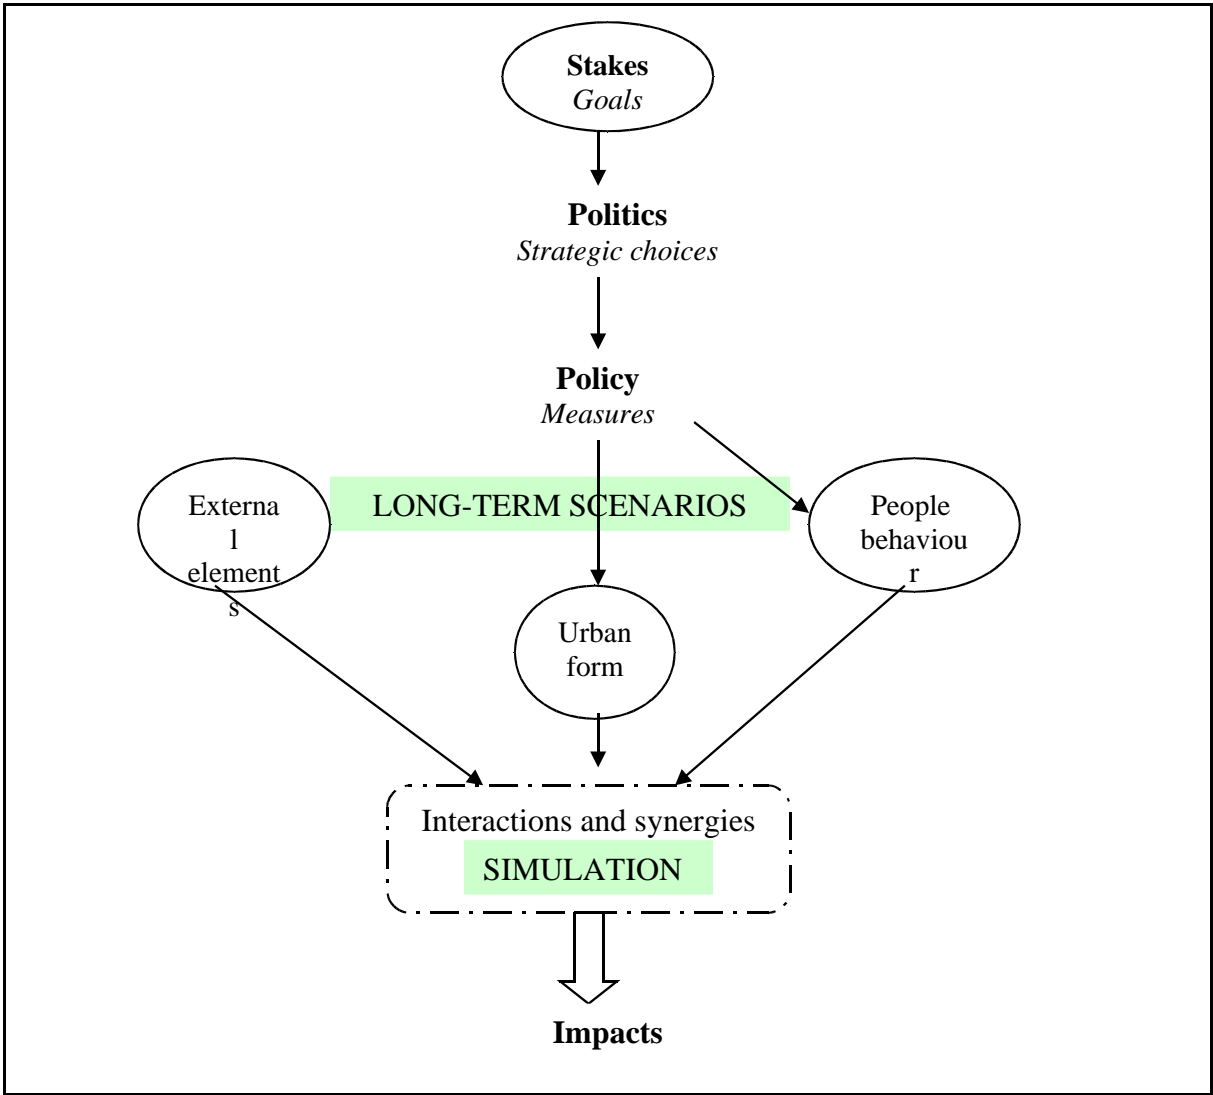 Stakes
Goals
Politics
Strategic choices
Policy
Measures
Externa
l
element
s
LONG-TERM SCENARIOS
People
behaviou
r
Urban
form
Interactions and synergies
SIMULATION
Impacts